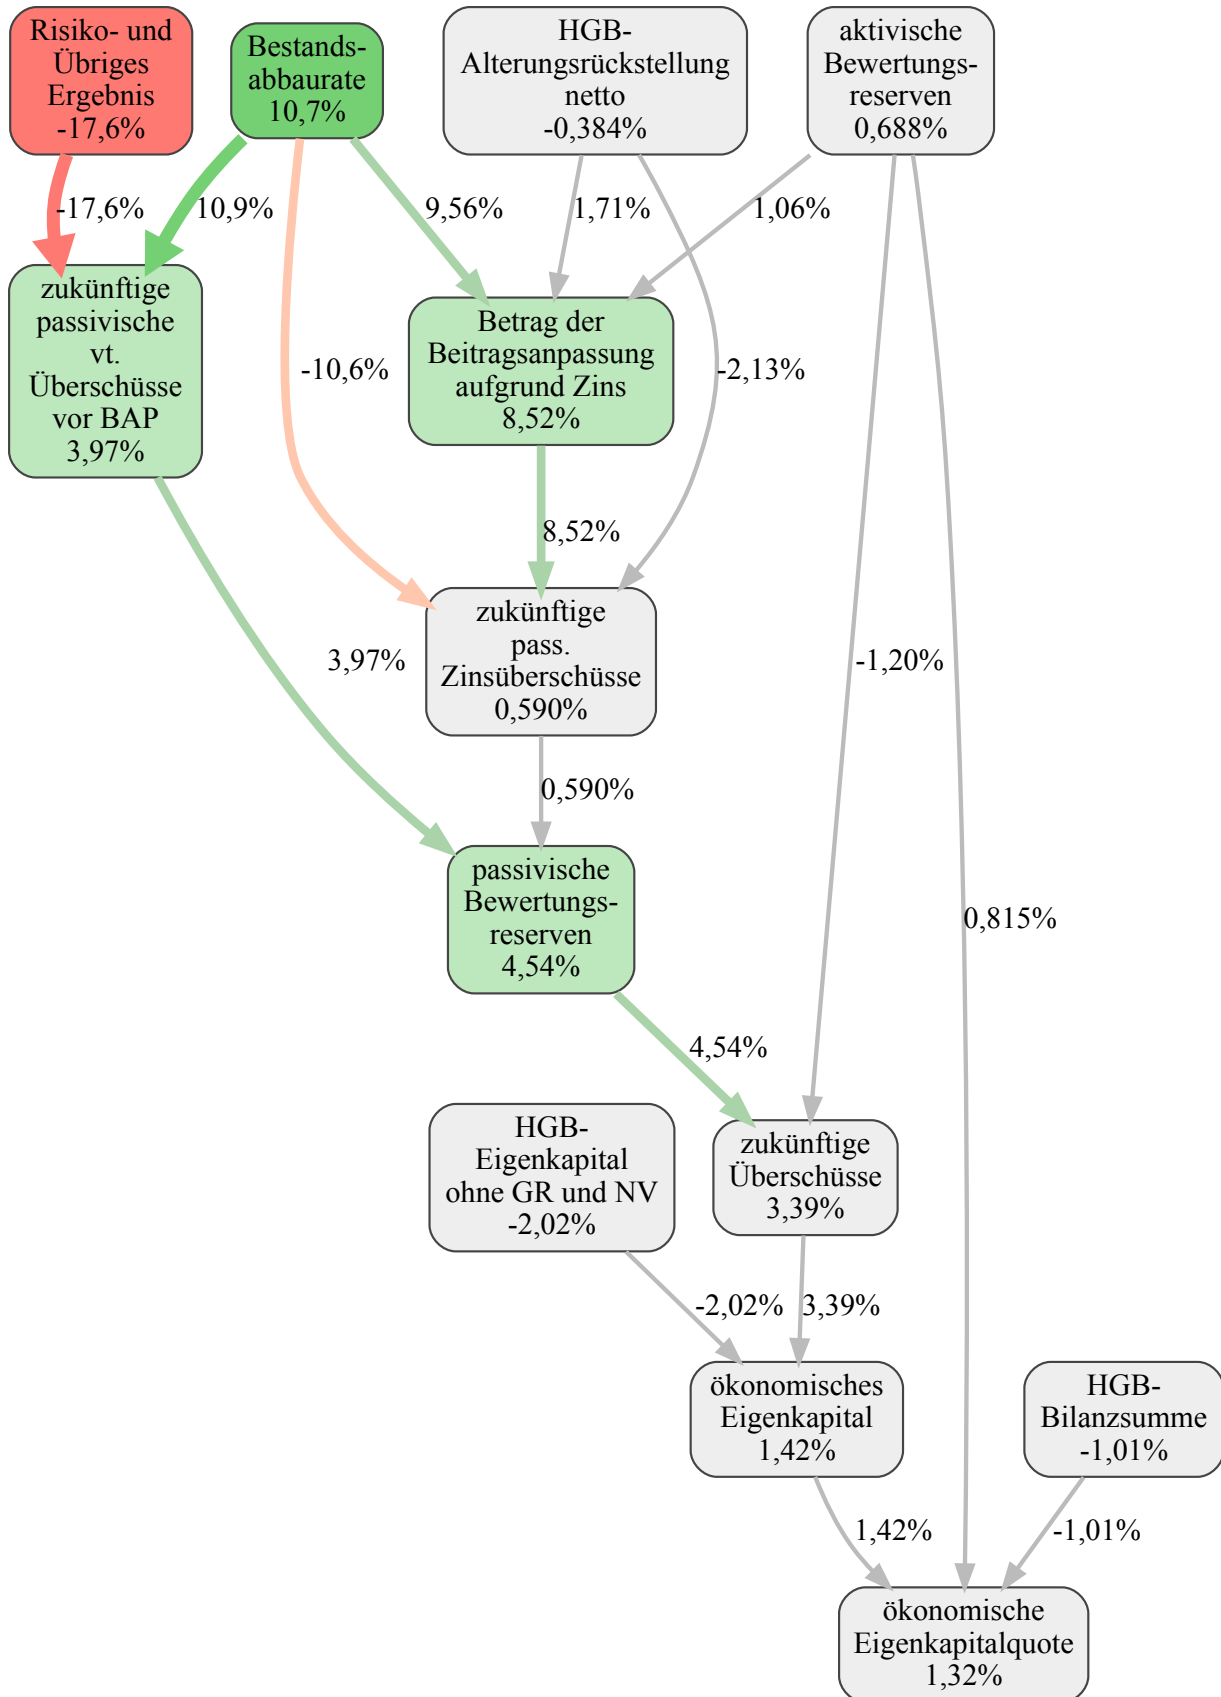 Risiko- und
Übriges
Ergebnis
-17,6%
Bestands-
abbaurate
10,7%
HGB-
Alterungsrückstellung
netto
-0,384%
aktivische
Bewertungs-
reserven
0,688%
-17,6%
10,9%
9,56%
1,71%
1,06%
zukünftige
passivische
vt.
Überschüsse
vor BAP
3,97%
Betrag der
Beitragsanpassung
aufgrund Zins
8,52%
-10,6%
-2,13%
8,52%
zukünftige
pass.
Zinsüberschüsse
0,590%
3,97%
-1,20%
0,590%
passivische
Bewertungs-
reserven
4,54%
0,815%
4,54%
HGB-
Eigenkapital
ohne GR und NV
-2,02%
zukünftige
Überschüsse
3,39%
-2,02%
3,39%
ökonomisches
Eigenkapital
1,42%
HGB-
Bilanzsumme
-1,01%
1,42%
-1,01%
ökonomische
Eigenkapitalquote
1,32%